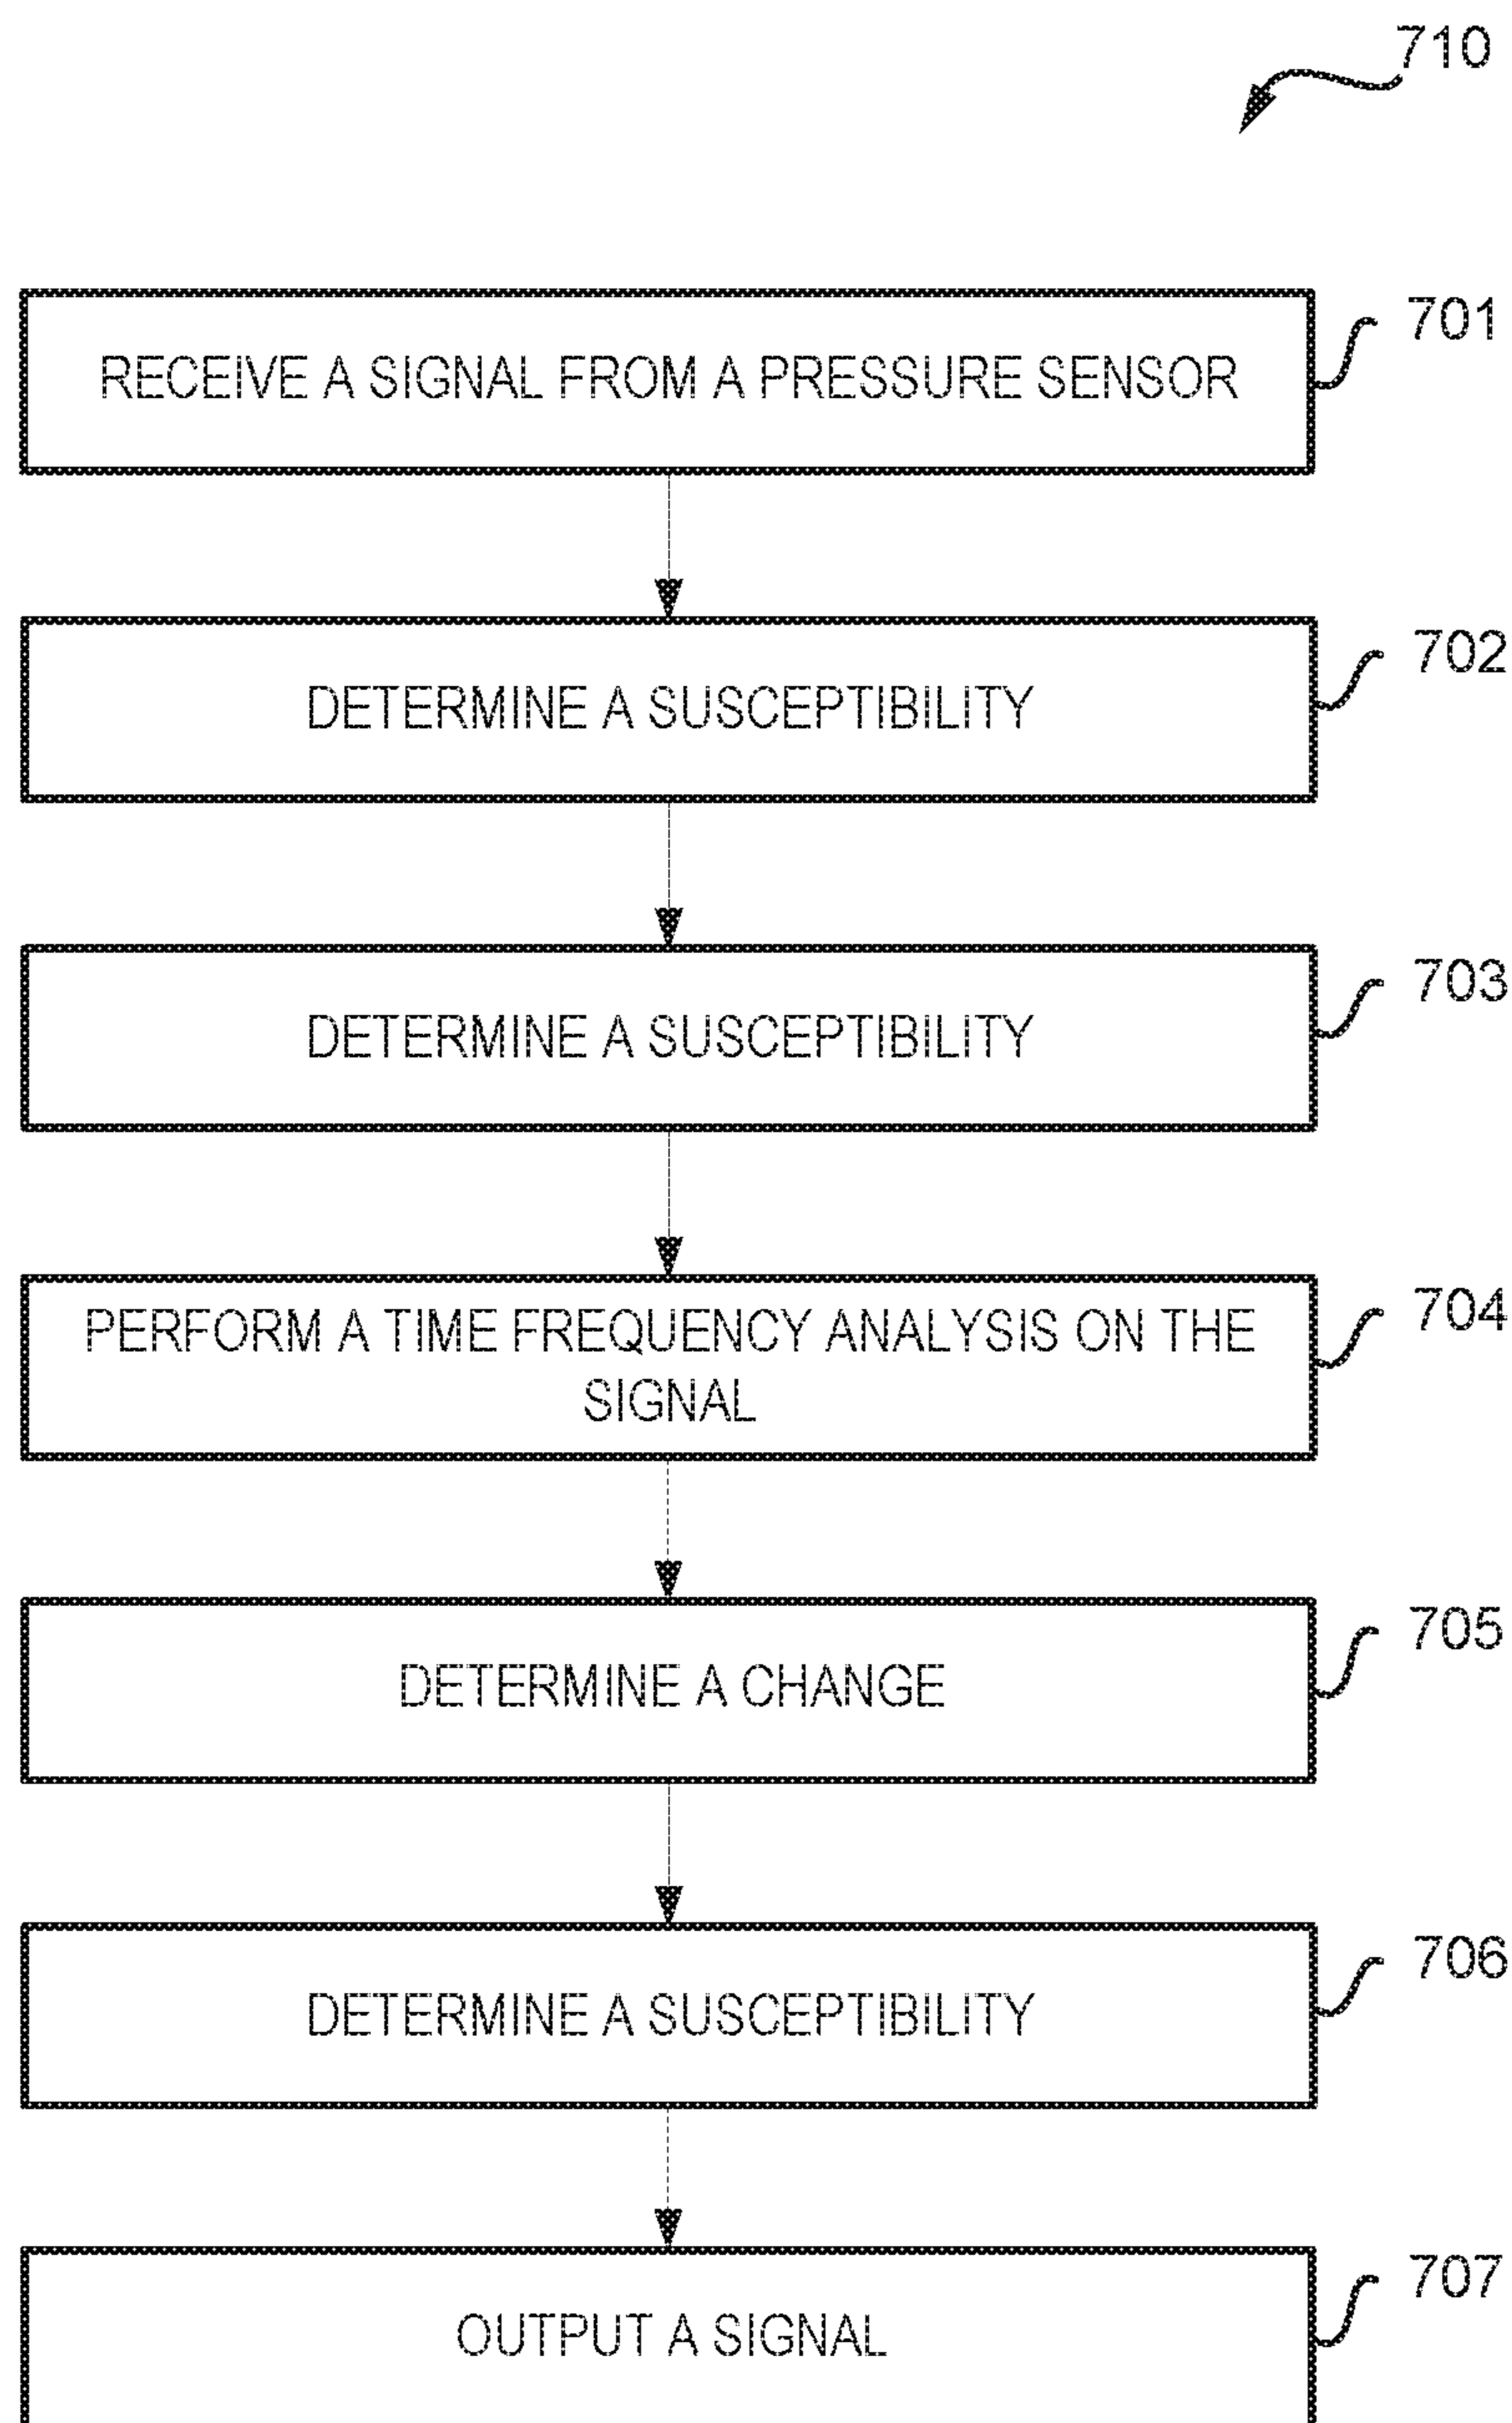 710
RECEIVE A SIGNAL FROM A PRESSURE SENSOR
701
DETERMINE A SUSCEPTIBILITY
702
DETERMINE A SUSCEPTIBILITY
703
PERFORM A TIME FREQUENCY ANALYSIS ON THE
SIGNAL
704
DETERMINE A CHANGE
705
DETERMINE A SUSCEPTIBILITY
706
OUTPUT A SIGNAL
707